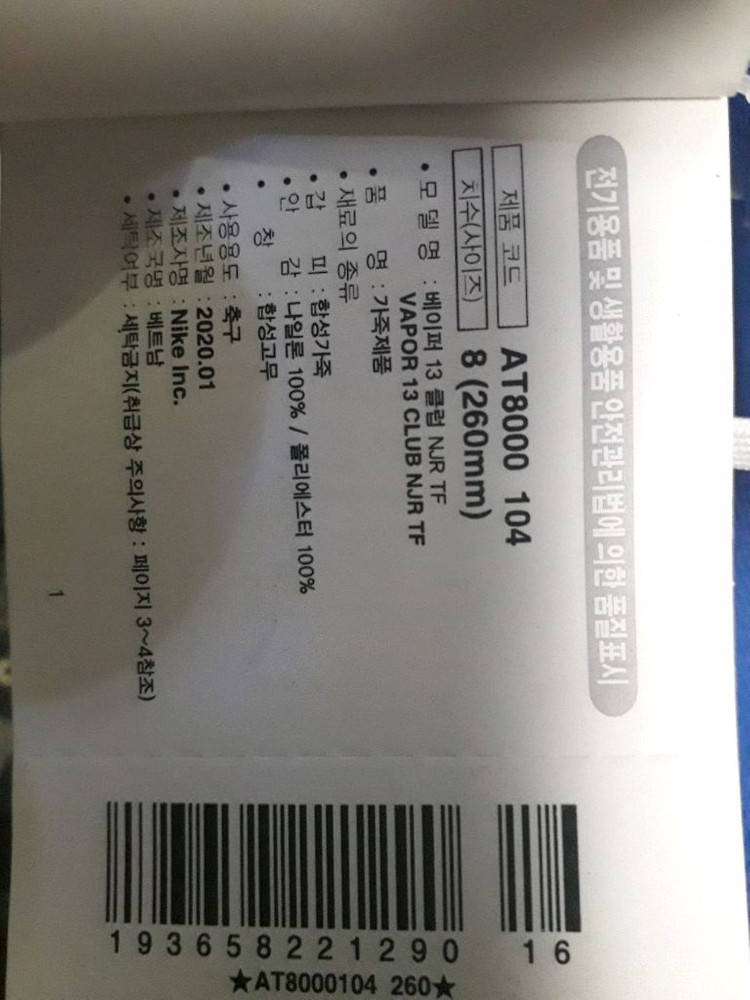 전기용품 및 생활용품 안전관리법에 의한 품질표시
제품 코드 AT8000 104
치수(사이즈) 8 (260mm)
• 모 델 명 : 베이퍼 13 클럽 NJR TF
VAPOR 13 CLUB NJR TF
• 품 명 : 가죽제품
• 재료의 종류
• 갑 피 : 합성가죽
• 안 감 : 나일론 100% / 폴리에스터 100%
• 창 : 합성고무
• 사용용도 : 축구
• 제조년월 : 2020.01
• 제조자명 : Nike Inc.
• 제조국명 : 베트남
• 세탁여부 : 세탁금지(취급상 주의사항 : 페이지 3~4참조)
1
193658221290 16
★AT8000104 260★